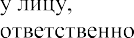 у лицу,
ответственно